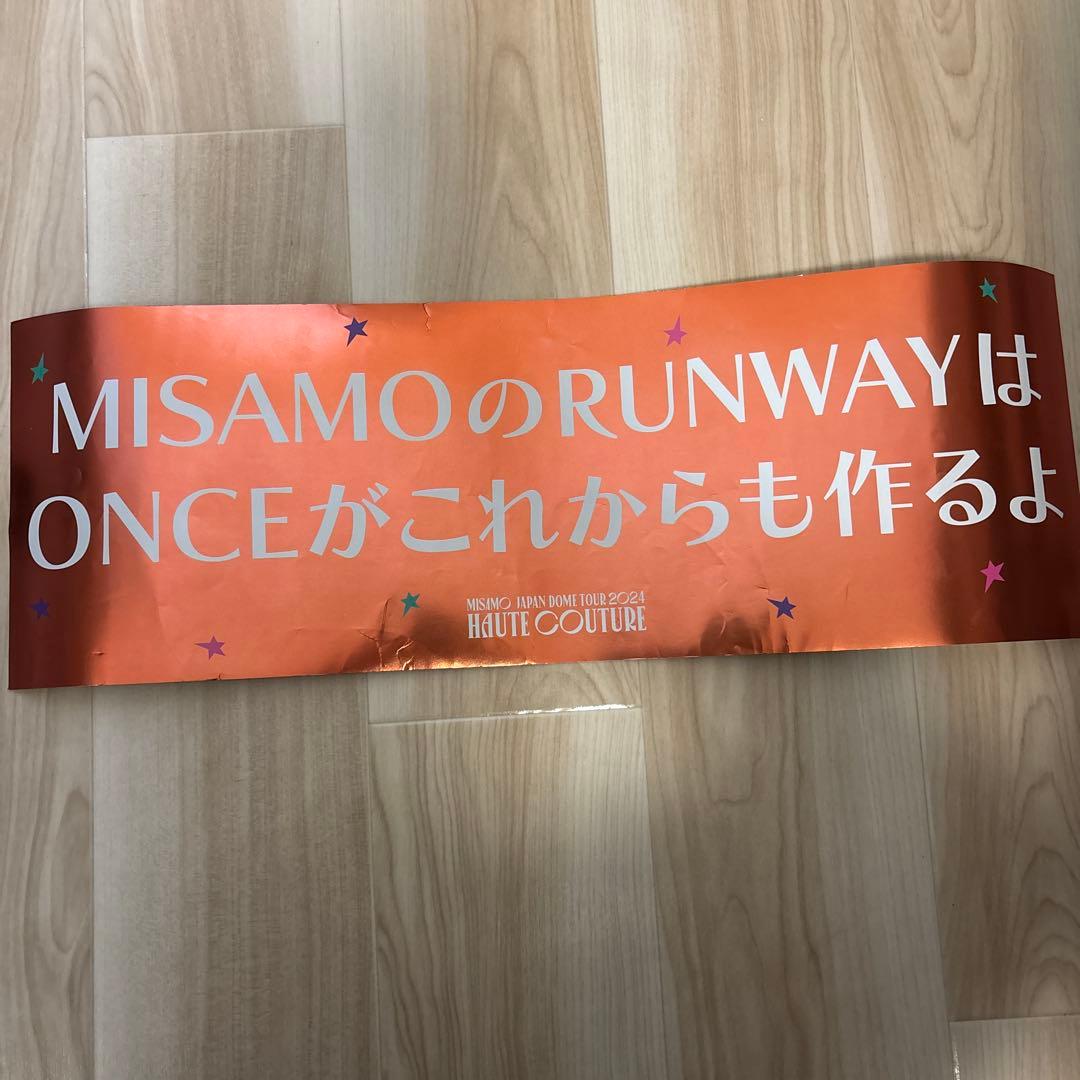 MISAMOのRUNWAYは
ONCEがこれからも作るよ
MISAMO JAPAN DOME TOUR 2024
HAUTE COUTURE